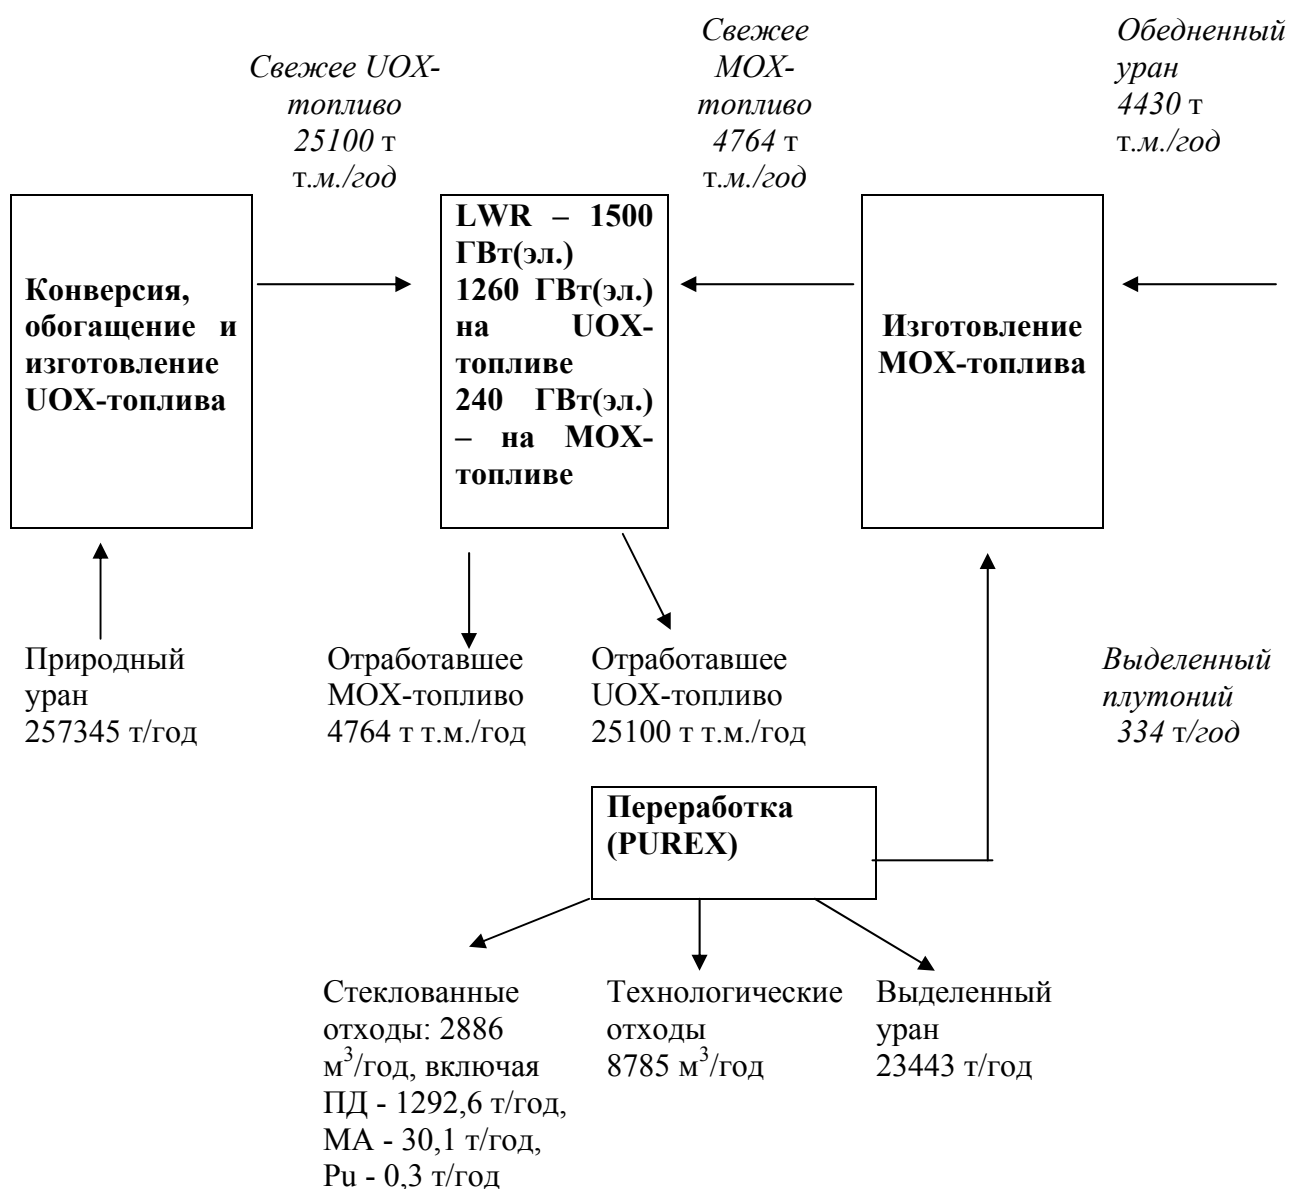 Свежее UOX-
топливо
25100 т
т.м./год
Свежее
MOX-
топливо
4764 т
т.м./год
Обедненный
уран
4430 т
т.м./год
Конверсия,
обогащение и
изготовление
UOX-топлива
LWR – 1500
ГВт(эл.)
1260 ГВт(эл.)
на UOX-
топливе
240 ГВт(эл.)
– на MOX-
топливе
Изготовление
MOX-топлива
Природный
уран
257345 т/год
Отработавшее
MOX-топливо
4764 т т.м./год
Отработавшее
UOX-топливо
25100 т т.м./год
Выделенный
плутоний
334 т/год
Переработка
(PUREX)
Стеклованные
отходы: 2886
м³/год, включая
ПД - 1292,6 т/год,
МА - 30,1 т/год,
Pu - 0,3 т/год
Технологические
отходы
8785 м³/год
Выделенный
уран
23443 т/год